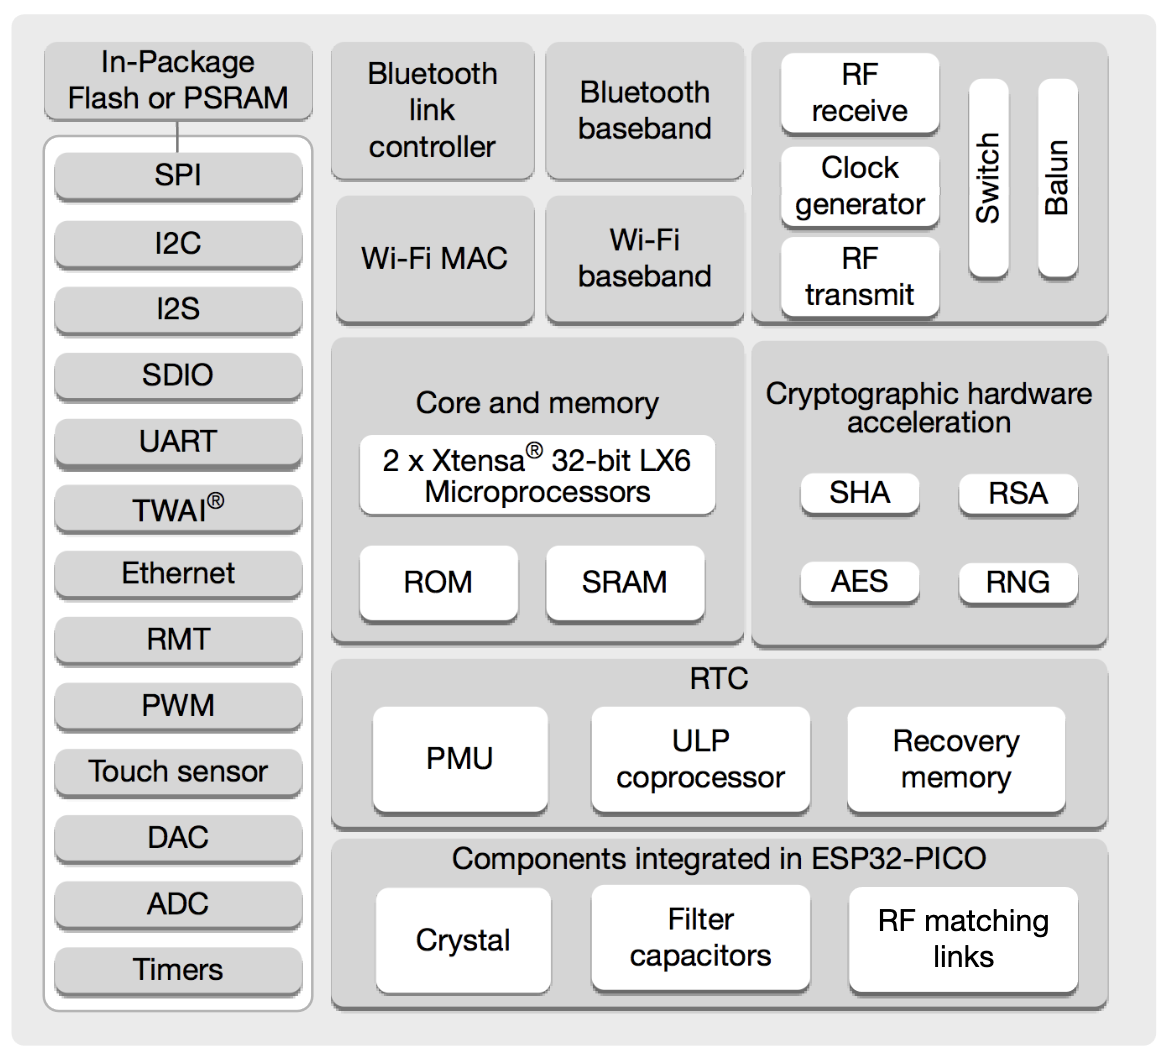 In-Package
Flash or PSRAM
SPI
I2C
I2S
SDIO
UART
TWAI®
Ethernet
RMT
PWM
Touch sensor
DAC
ADC
Timers
Bluetooth
link
controller
Bluetooth
baseband
Wi-Fi MAC
Wi-Fi
baseband
RF
receive
Clock
generator
RF
transmit
Switch
Balun
Core and memory
2 x Xtensa® 32-bit LX6
Microprocessors
ROM
SRAM
Cryptographic hardware
acceleration
SHA
RSA
AES
RNG
RTC
PMU
ULP
coprocessor
Recovery
memory
Components integrated in ESP32-PICO
Crystal
Filter
capacitors
RF matching
links